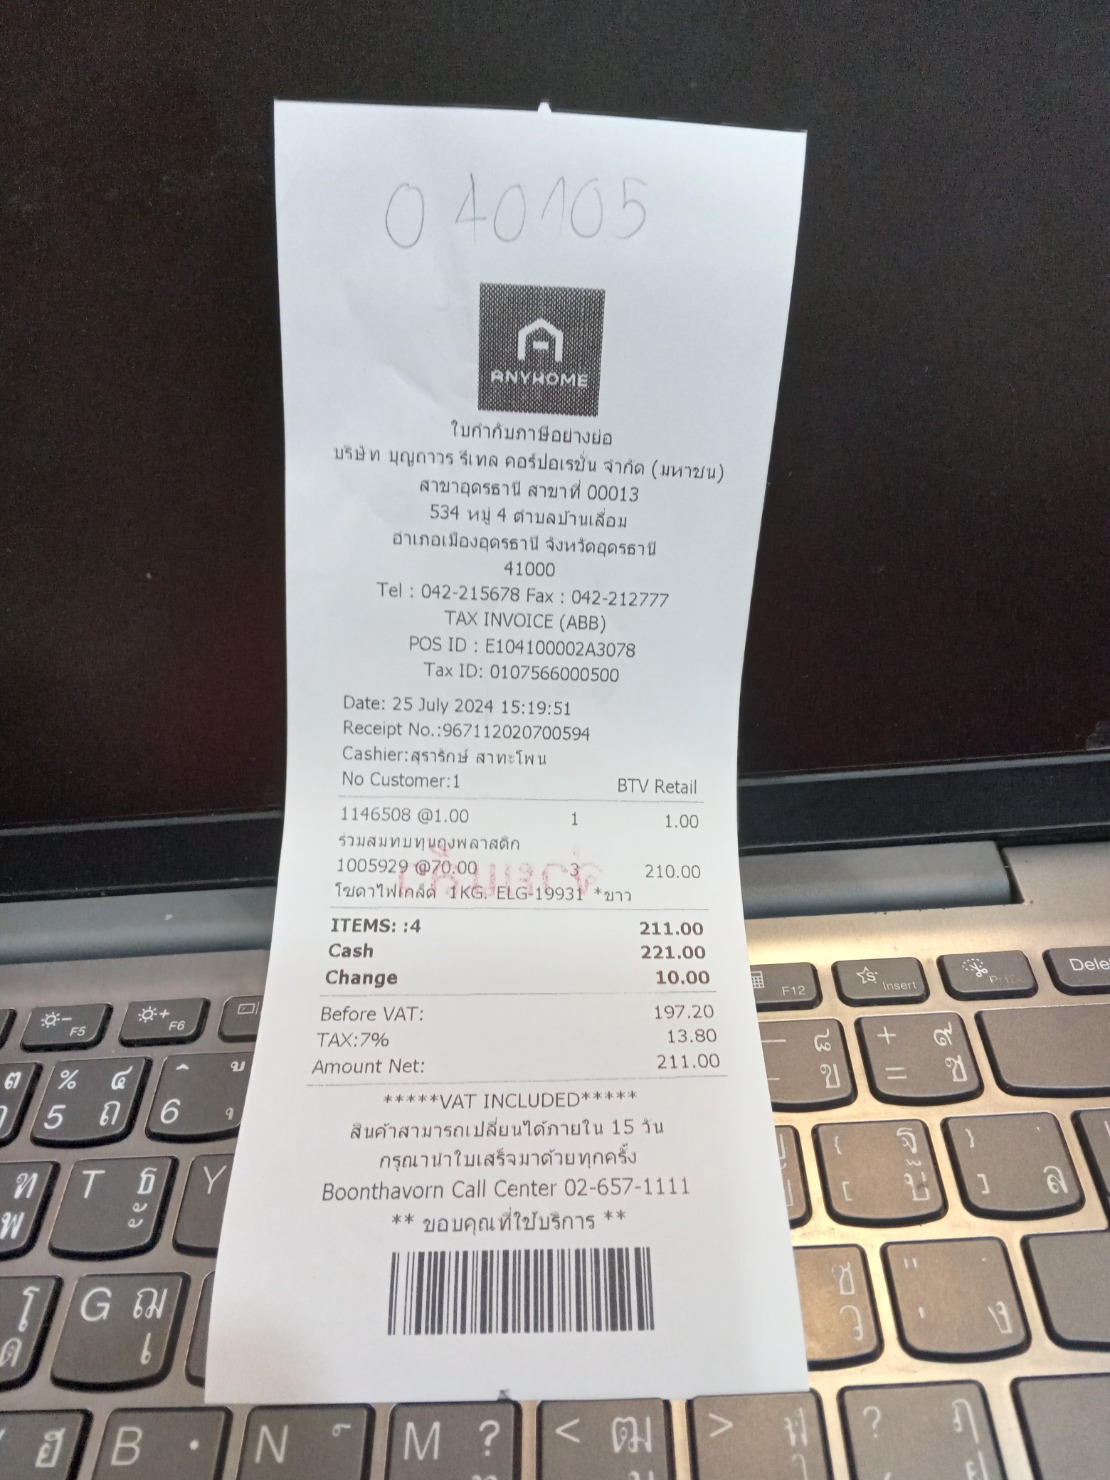 040105
ANYHOME
ใบกำกับภาษีอย่างย่อ
บริษัท บุญถาวร รีเทล คอร์ปอเรชั่น จำกัด (มหาชน)
สาขาอุดรธานี สาขาที่ 00013
534 หมู่ 4 ตำบลบ้านเลื่อม
อำเภอเมืองอุดรธานี จังหวัดอุดรธานี
41000
Tel : 042-215678 Fax : 042-212777
TAX INVOICE (ABB)
POS ID : E104100002A3078
Tax ID: 0107566000500
Date: 25 July 2024 15:19:51
Receipt No.:967112020700594
Cashier:สุรารักษ์ สาทะโพน
No Customer:1 BTV Retail
1146508 @1.00 1 1.00
ร่วมสมทบทุนถุงพลาสติก
1005929 @70.00 3 210.00
โซดาไฟเกล็ด 1KG. ELG-19931 *ขาว
ITEMS: :4 211.00
Cash 221.00
Change 10.00
Before VAT: 197.20
TAX:7% 13.80
Amount Net: 211.00
*****VAT INCLUDED*****
สินค้าสามารถเปลี่ยนได้ภายใน 15 วัน
กรุณานำใบเสร็จมาด้วยทุกครั้ง
Boonthavorn Call Center 02-657-1111
** ขอบคุณที่ใช้บริการ **
F5 F6 F12 Insert
% ๔ 5 ถ 6
T ธ Y
G ฌ เ
B N M ? < ฒ > ? ฦ